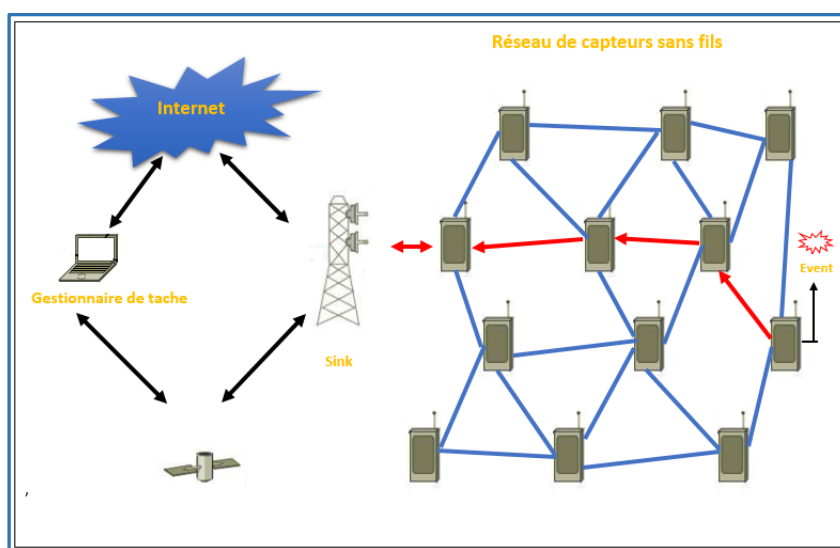 Réseau de capteurs sans fils
Internet
Event
Gestionnaire de tache
Sink
,